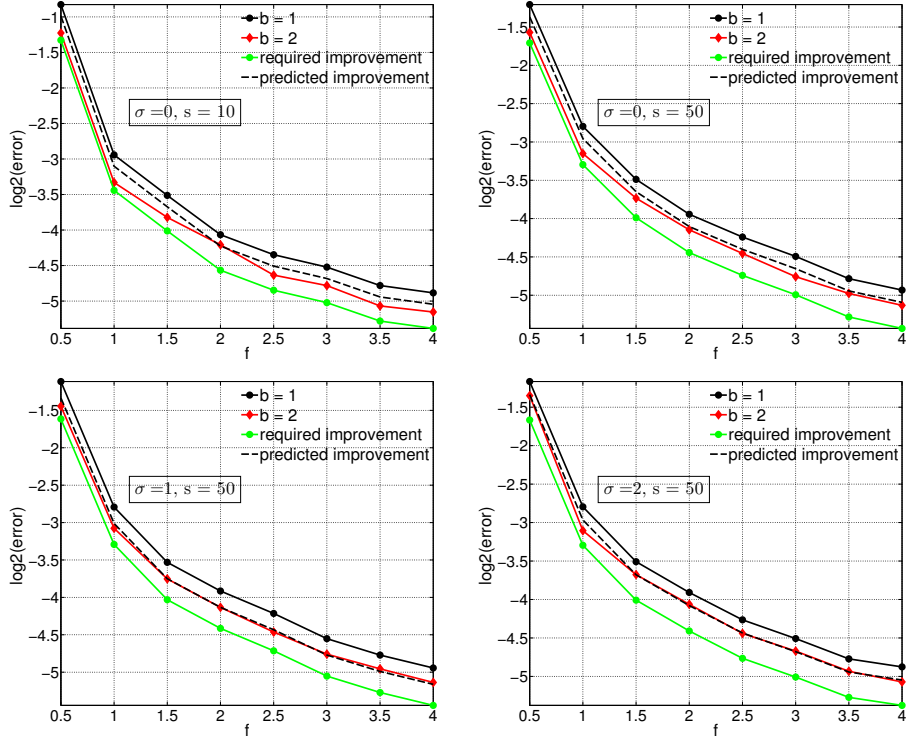 −1
−1.5
−2
−2.5
−3
−3.5
−4
−4.5
−5
log2(error)
b = 1
b = 2
required improvement
predicted improvement
σ =0, s = 10
0.5 1 1.5 2 2.5 3 3.5 4
f
−1.5
−2
−2.5
−3
−3.5
−4
−4.5
−5
log2(error)
b = 1
b = 2
required improvement
predicted improvement
σ =0, s = 50
0.5 1 1.5 2 2.5 3 3.5 4
f
−1.5
−2
−2.5
−3
−3.5
−4
−4.5
−5
log2(error)
b = 1
b = 2
required improvement
predicted improvement
σ =1, s = 50
0.5 1 1.5 2 2.5 3 3.5 4
f
−1.5
−2
−2.5
−3
−3.5
−4
−4.5
−5
log2(error)
b = 1
b = 2
required improvement
predicted improvement
σ =2, s = 50
0.5 1 1.5 2 2.5 3 3.5 4
f